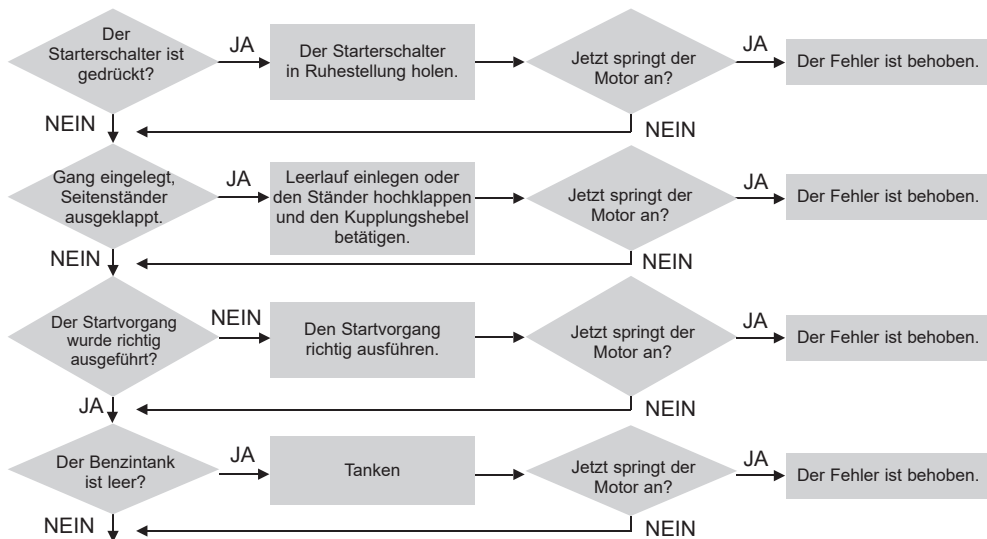 Der
Starterschalter ist
gedrückt?
JA
Der Starterschalter
in Ruhestellung holen.
Jetzt springt der
Motor an?
JA
Der Fehler ist behoben.
NEIN
NEIN
Gang eingelegt,
Seitenständer
ausgeklappt.
JA
Leerlauf einlegen oder
den Ständer hochklappen
und den Kupplungshebel
betätigen.
Jetzt springt der
Motor an?
JA
Der Fehler ist behoben.
NEIN
NEIN
Der Startvorgang
wurde richtig
ausgeführt?
NEIN
Den Startvorgang
richtig ausführen.
Jetzt springt der
Motor an?
JA
Der Fehler ist behoben.
JA
NEIN
Der Benzintank
ist leer?
JA
Tanken
Jetzt springt der
Motor an?
JA
Der Fehler ist behoben.
NEIN
NEIN